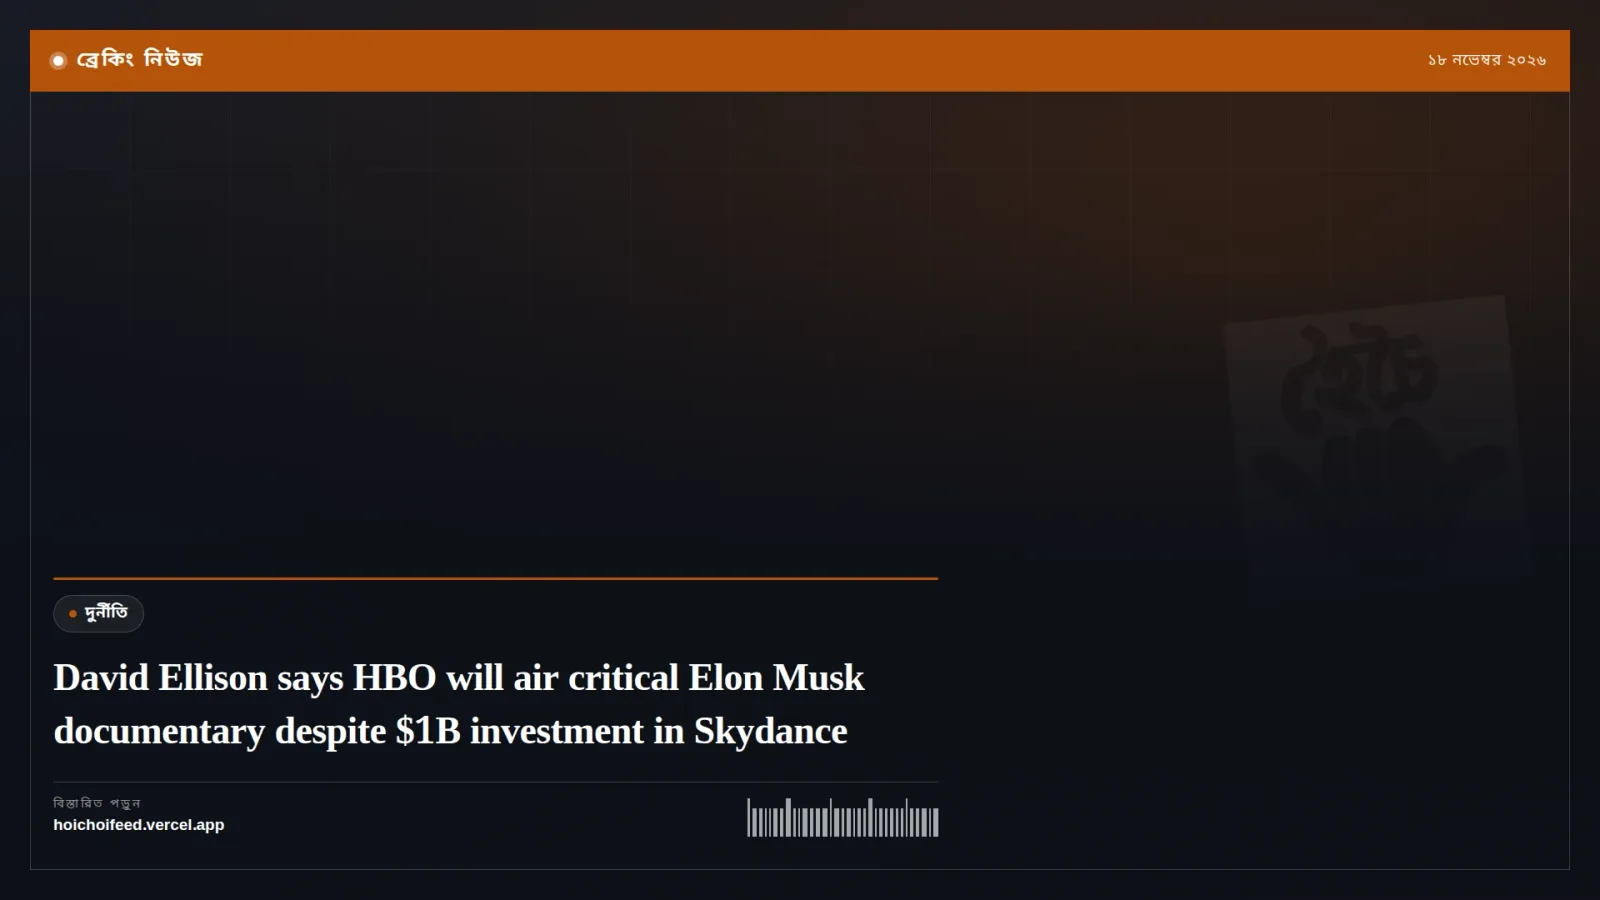 ব্রেকিং নিউজ
১৮ নভেম্বর ২০২৬
হৈচৈ
দুর্নীতি
David Ellison says HBO will air critical Elon Musk
documentary despite $1B investment in Skydance
বিস্তারিত পড়ুন
hoichoifeed.vercel.app